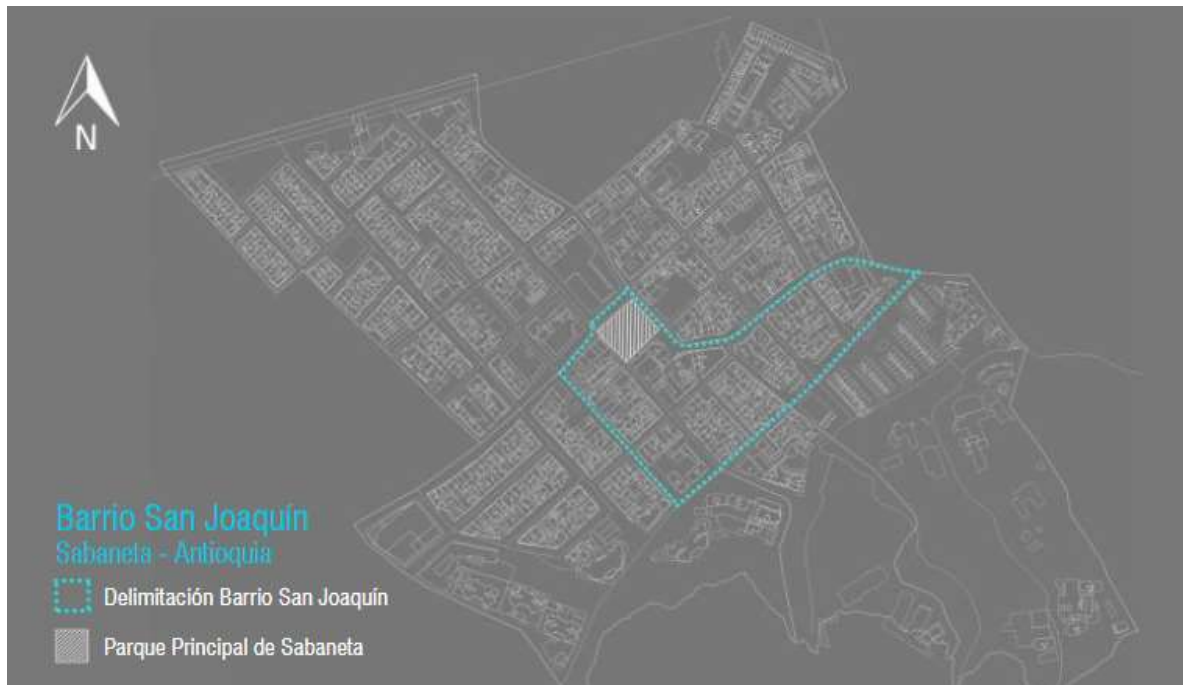 N
Barrio San Joaquín
Sabaneta - Antioquia
Delimitación Barrio San Joaquín
Parque Principal de Sabaneta